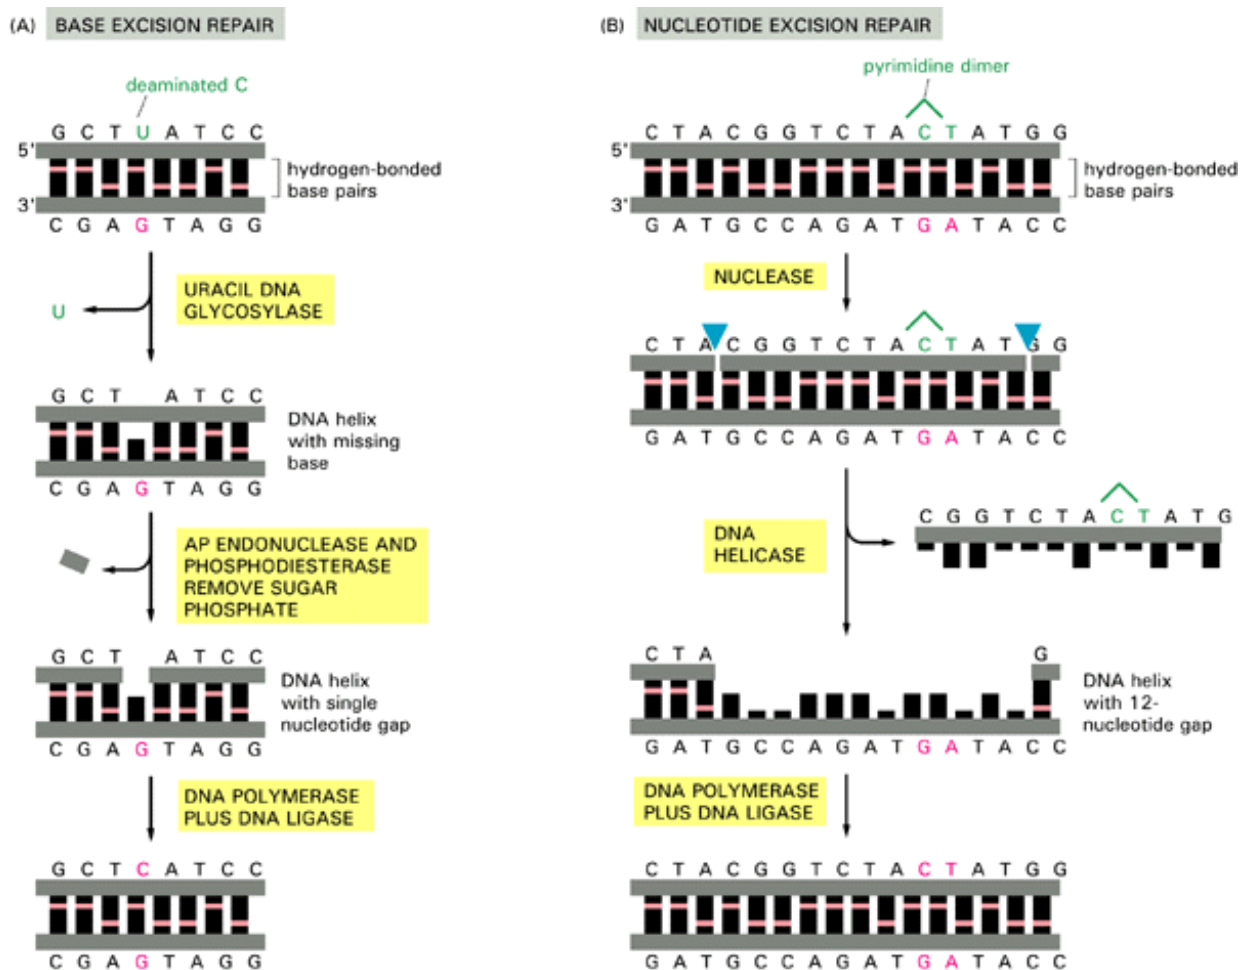 (A) BASE EXCISION REPAIR
deaminated C
G C T U A T C C
5'
hydrogen-bonded
base pairs
3'
C G A G T A G G
URACIL DNA
GLYCOSYLASE
U
G C T A T C C
DNA helix
with missing
base
C G A G T A G G
AP ENDONUCLEASE AND
PHOSPHODIESTERASE
REMOVE SUGAR
PHOSPHATE
G C T A T C C
DNA helix
with single
nucleotide gap
C G A G T A G G
DNA POLYMERASE
PLUS DNA LIGASE
G C T C A T C C
C G A G T A G G
(B) NUCLEOTIDE EXCISION REPAIR
pyrimidine dimer
C T A C G G T C T A C T A T G G
5'
hydrogen-bonded
base pairs
3'
G A T G C C A G A T G A T A C C
NUCLEASE
C T A C G G T C T A C T A T G G
G A T G C C A G A T G A T A C C
DNA
HELICASE
C G G T C T A C T A T G
C T A G
DNA helix
with 12-
nucleotide gap
G A T G C C A G A T G A T A C C
DNA POLYMERASE
PLUS DNA LIGASE
C T A C G G T C T A C T A T G G
G A T G C C A G A T G A T A C C